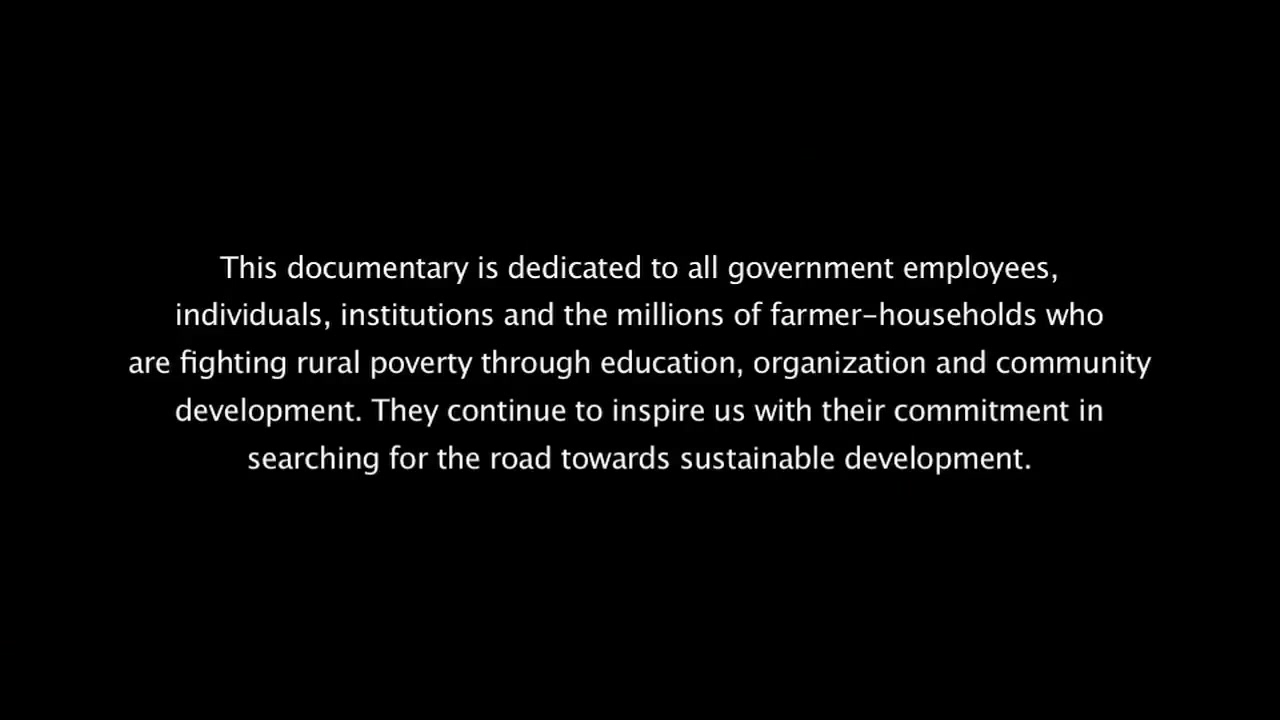 This documentary is dedicated to all government employees,
individuals, institutions and the millions of farmer-households who
are fighting rural poverty through education, organization and community
development. They continue to inspire us with their commitment in
searching for the road towards sustainable development.